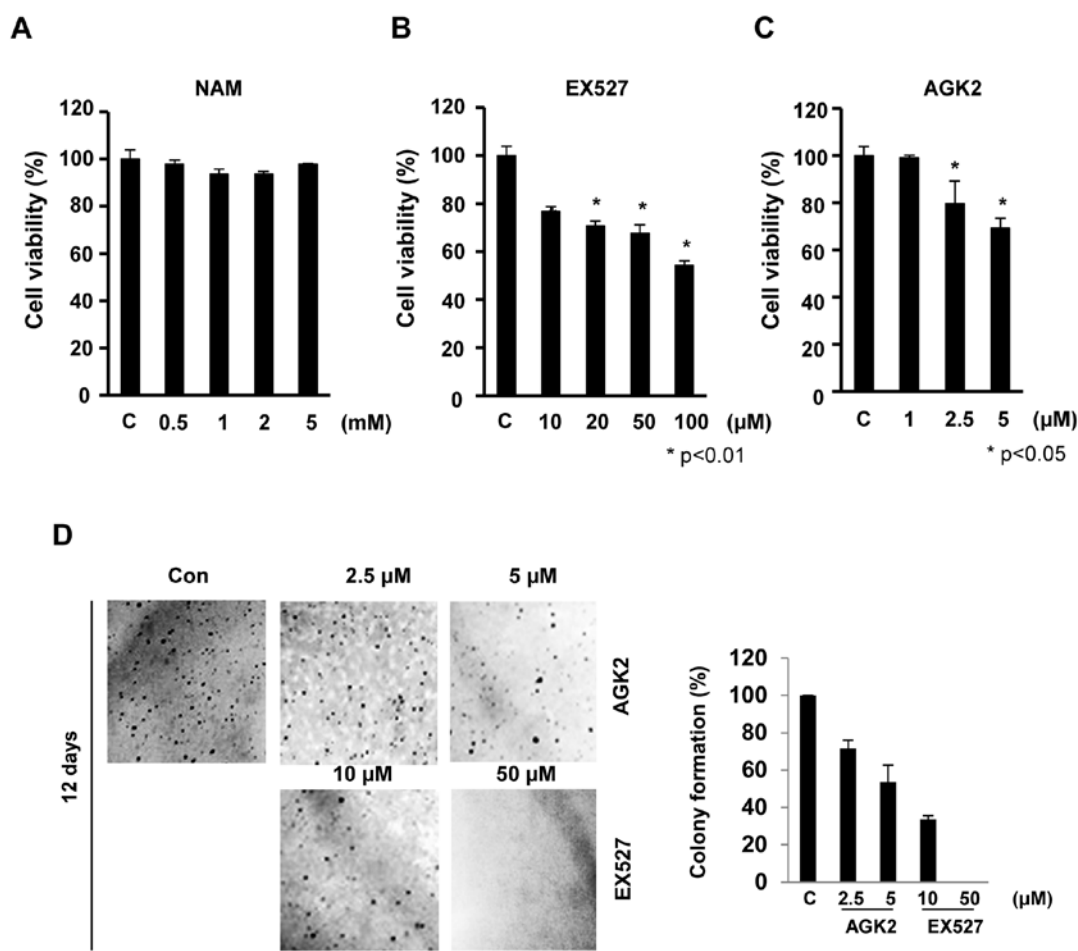 A
B
C
NAM
EX527
AGK2
Cell viability (%)
120
100
80
60
40
20
0
C 0.5 1 2 5 (mM)
Cell viability (%)
120
100
80
60
40
20
0
C 10 20 50 100 (µM)
* * *
* p<0.01
Cell viability (%)
120
100
80
60
40
20
0
C 1 2.5 5 (µM)
* *
* p<0.05
D
Con 2.5 µM 5 µM
12 days
AGK2
10 µM 50 µM
EX527
Colony formation (%)
120
100
80
60
40
20
0
C 2.5 5 10 50 (µM)
AGK2 EX527